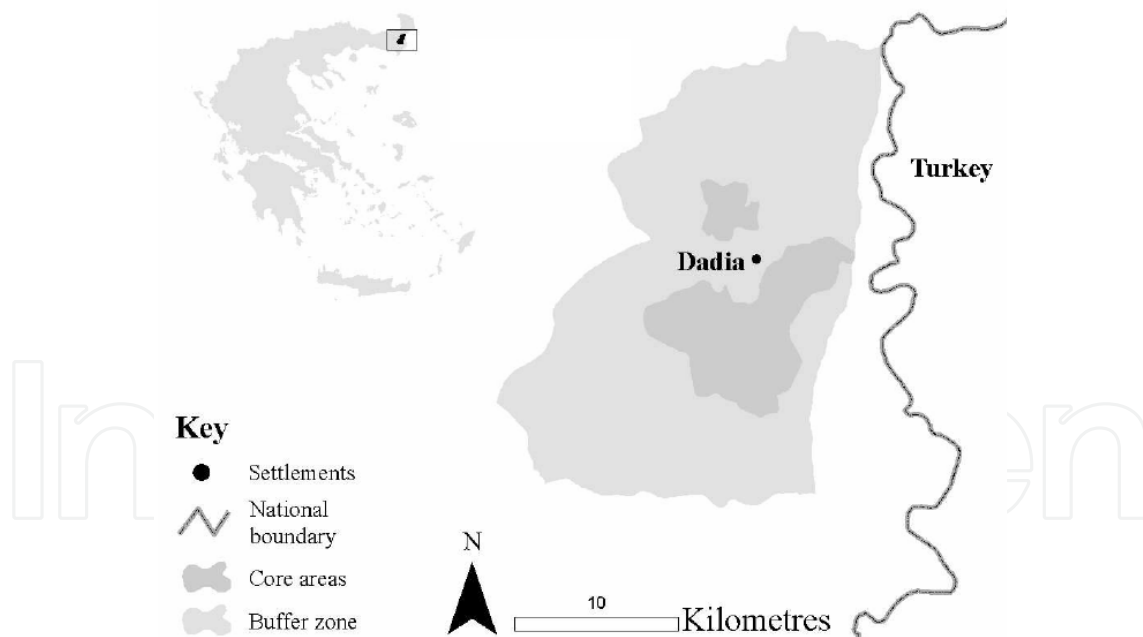 Turkey
Dadia
Key
Settlements
National
boundary
Core areas
Buffer zone
N
10
Kilometres